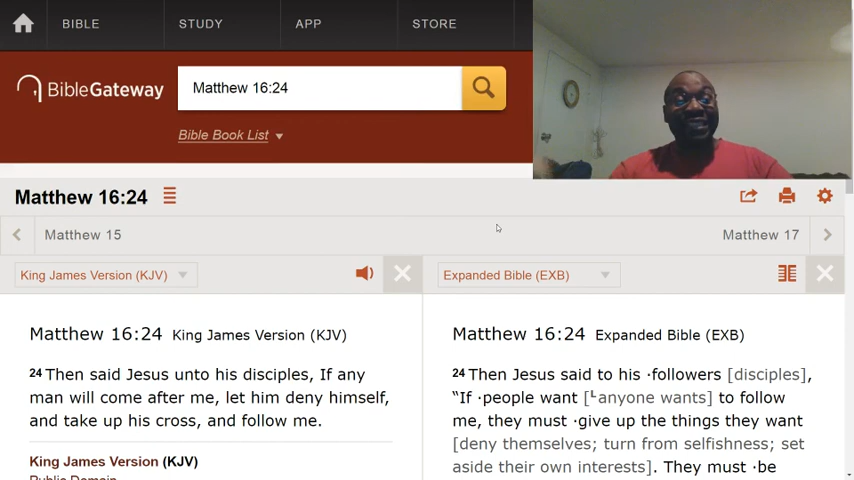 BIBLE STUDY APP STORE
BibleGateway
Matthew 16:24
Bible Book List
Matthew 16:24
Matthew 15
Matthew 17
King James Version (KJV)
Expanded Bible (EXB)
Matthew 16:24 King James Version (KJV)
24 Then said Jesus unto his disciples, If any
man will come after me, let him deny himself,
and take up his cross, and follow me.
King James Version (KJV)
Public Domain
Matthew 16:24 Expanded Bible (EXB)
24 Then Jesus said to his ·followers [disciples],
“If ·people want [└anyone wants] to follow
me, they must ·give up the things they want
[deny themselves; turn from selfishness; set
aside their own interests]. They must ·be